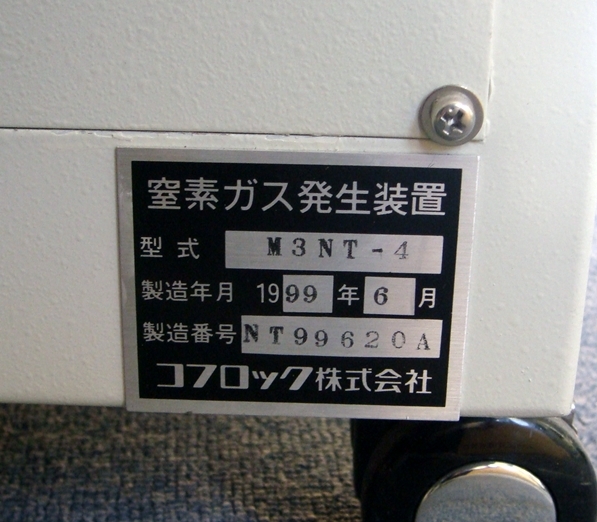 窒素ガス発生装置
型式 M3NT-4
製造年月 1999年6月
製造番号 NT99620A
コフロック株式会社